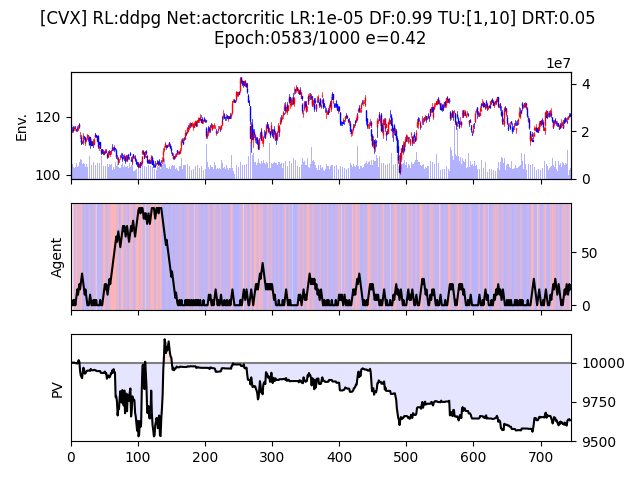 [CVX] RL:ddpg Net:actorcritic LR:1e-05 DF:0.99 TU:[1,10] DRT:0.05
Epoch:0583/1000 e=0.42
1e7
Env.
120
100
4
2
0
Agent
50
0
PV
10000
9750
9500
0 100 200 300 400 500 600 700